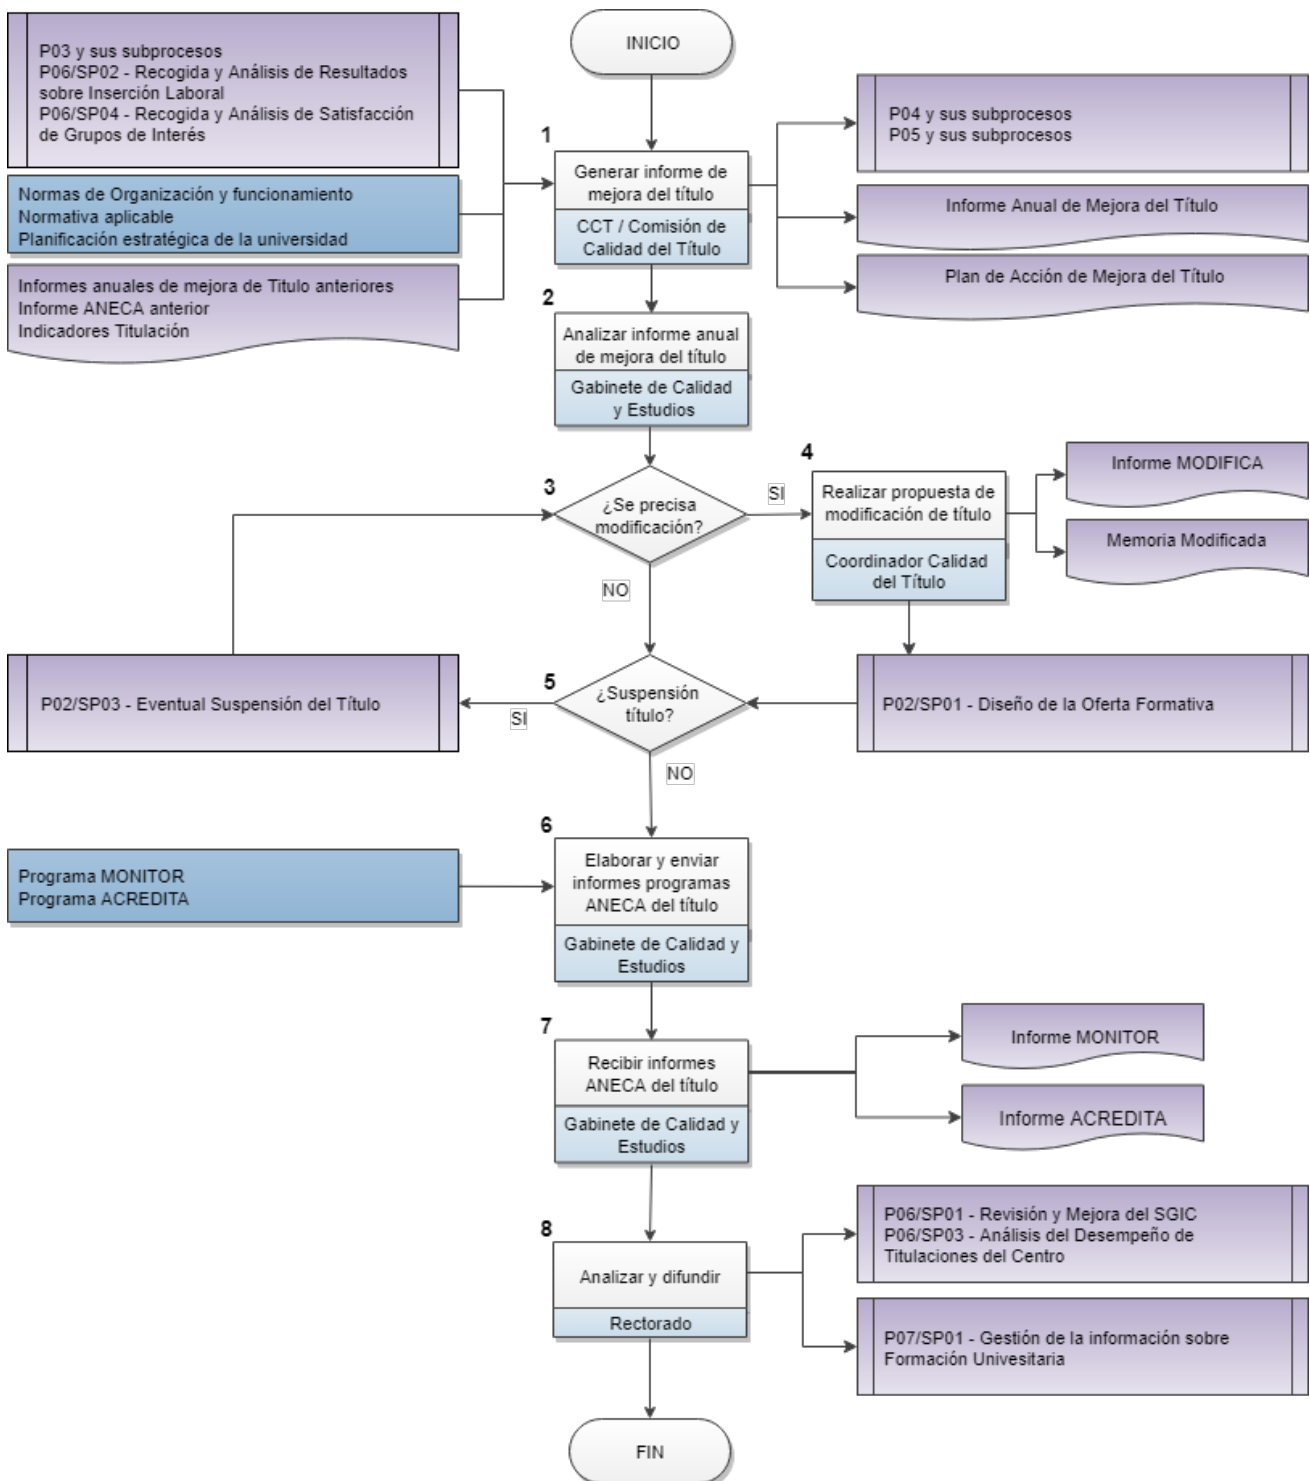 INICIO
P03 y sus subprocesos
P06/SP02 - Recogida y Análisis de Resultados
sobre Inserción Laboral
P06/SP04 - Recogida y Análisis de Satisfacción
de Grupos de Interés
Normas de Organización y funcionamiento
Normativa aplicable
Planificación estratégica de la universidad
Informes anuales de mejora de Titulo anteriores
Informe ANECA anterior
Indicadores Titulación
1
Generar informe de
mejora del título
CCT / Comisión de
Calidad del Título
P04 y sus subprocesos
P05 y sus subprocesos
Informe Anual de Mejora del Título
Plan de Acción de Mejora del Título
2
Analizar informe anual
de mejora del título
Gabinete de Calidad
y Estudios
3
¿Se precisa
modificación?
SI
NO
4
Realizar propuesta de
modificación de título
Coordinador Calidad
del Título
Informe MODIFICA
Memoria Modificada
P02/SP03 - Eventual Suspensión del Título
5
¿Suspensión
título?
SI
NO
P02/SP01 - Diseño de la Oferta Formativa
Programa MONITOR
Programa ACREDITA
6
Elaborar y enviar
informes programas
ANECA del título
Gabinete de Calidad y
Estudios
7
Recibir informes
ANECA del título
Gabinete de Calidad y
Estudios
Informe MONITOR
Informe ACREDITA
8
Analizar y difundir
Rectorado
P06/SP01 - Revisión y Mejora del SGIC
P06/SP03 - Análisis del Desempeño de
Titulaciones del Centro
P07/SP01 - Gestión de la información sobre
Formación Univesitaria
FIN